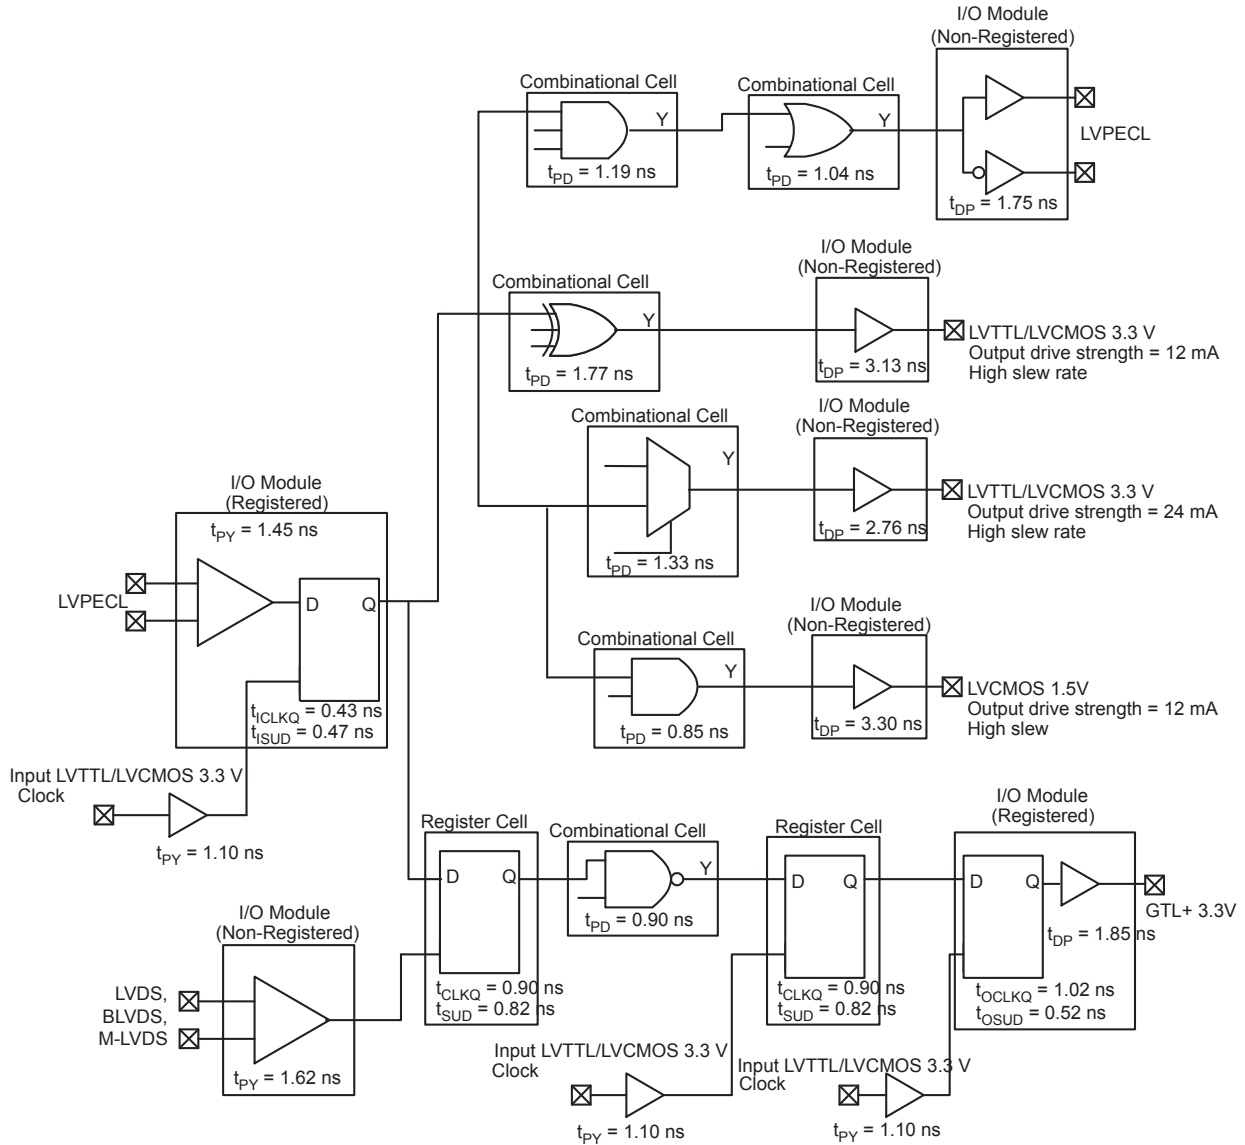 I/O Module
(Non-Registered)
Combinational Cell
Y
tPD = 1.19 ns
Combinational Cell
Y
tPD = 1.04 ns
LVPECL
tDP = 1.75 ns
Combinational Cell
Y
tPD = 1.77 ns
I/O Module
(Non-Registered)
tDP = 3.13 ns
LVTTL/LVCMOS 3.3 V
Output drive strength = 12 mA
High slew rate
Combinational Cell
Y
tPD = 1.33 ns
I/O Module
(Non-Registered)
tDP = 2.76 ns
LVTTL/LVCMOS 3.3 V
Output drive strength = 24 mA
High slew rate
I/O Module
(Registered)
tPY = 1.45 ns
LVPECL
D
Q
tICLKQ = 0.43 ns
tISUD = 0.47 ns
Input LVTTL/LVCMOS 3.3 V
Clock
tPY = 1.10 ns
Combinational Cell
Y
tPD = 0.85 ns
I/O Module
(Non-Registered)
tDP = 3.30 ns
LVCMOS 1.5V
Output drive strength = 12 mA
High slew
Register Cell
D
Q
tCLKQ = 0.90 ns
tSUD = 0.82 ns
Combinational Cell
Y
tPD = 0.90 ns
Register Cell
D
Q
tCLKQ = 0.90 ns
tSUD = 0.82 ns
I/O Module
(Registered)
D
Q
GTL+ 3.3V
tDP = 1.85 ns
tOCLKQ = 1.02 ns
tOSUD = 0.52 ns
I/O Module
(Non-Registered)
LVDS,
BLVDS,
M-LVDS
tPY = 1.62 ns
Input LVTTL/LVCMOS 3.3 V
Clock
tPY = 1.10 ns
Input LVTTL/LVCMOS 3.3 V
Clock
tPY = 1.10 ns